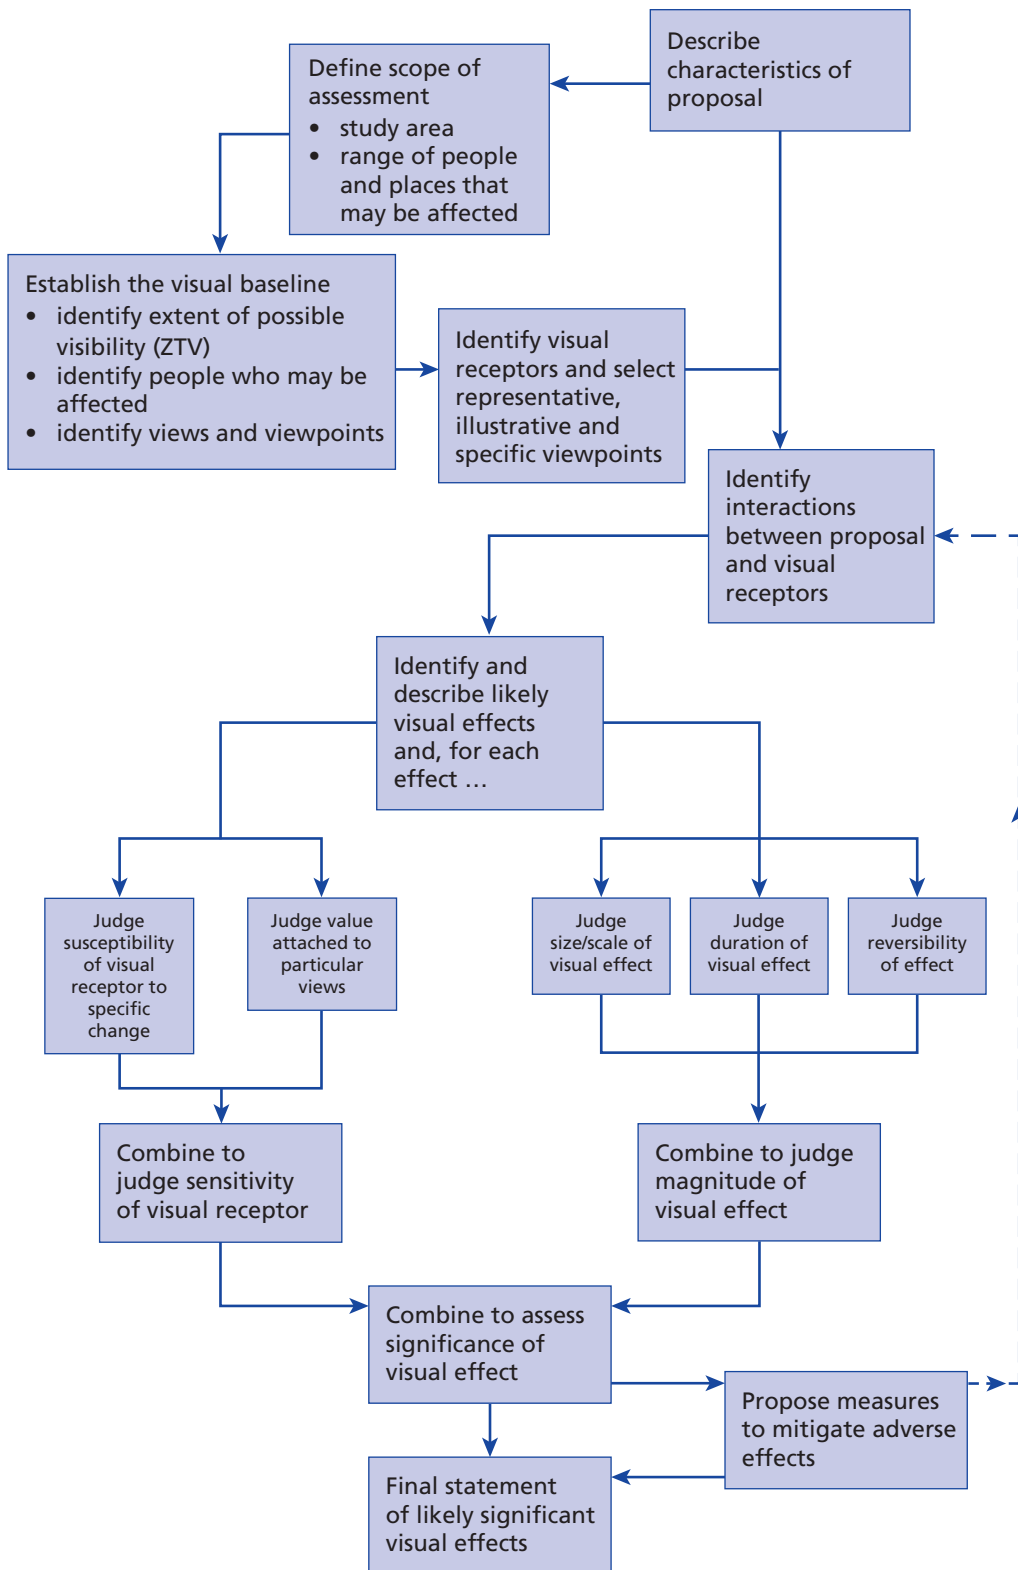 Describe
characteristics of
proposal
Define scope of
assessment
• study area
• range of people
and places that
may be affected
Establish the visual baseline
• identify extent of possible
visibility (ZTV)
• identify people who may be
affected
• identify views and viewpoints
Identify visual
receptors and select
representative,
illustrative and
specific viewpoints
Identify
interactions
between proposal
and visual
receptors
Identify and
describe likely
visual effects
and, for each
effect …
Judge
susceptibility
of visual
receptor to
specific
change
Judge value
attached to
particular
views
Judge
size/scale of
visual effect
Judge
duration of
visual effect
Judge
reversibility
of effect
Combine to
judge sensitivity
of visual receptor
Combine to judge
magnitude of
visual effect
Combine to assess
significance of
visual effect
Propose measures
to mitigate adverse
effects
Final statement
of likely significant
visual effects